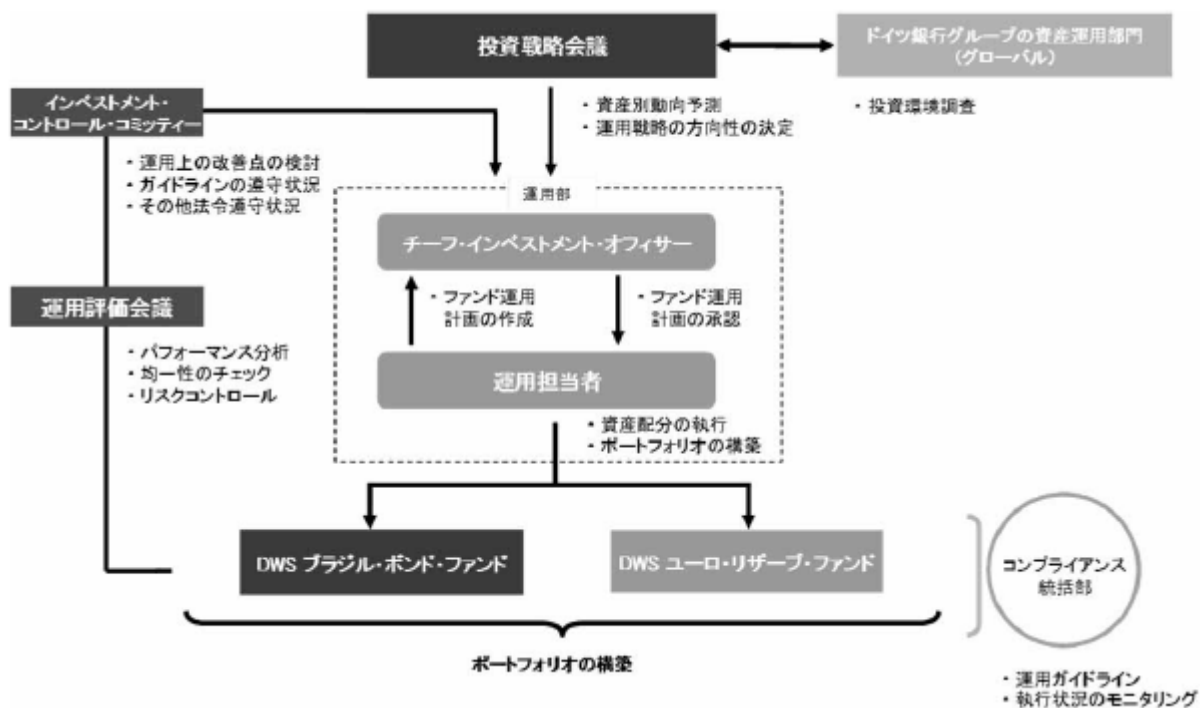 投資戦略会議
ドイツ銀行グループの資産運用部門
(グローバル)
インベストメント・
コントロール・コミッティー
・資産別動向予測
・運用戦略の方向性の決定
・投資環境調査
・運用上の改善点の検討
・ガイドラインの遵守状況
・その他法令遵守状況
運用部
チーフ・インベストメント・オフィサー
・ファンド運用
計画の作成
・ファンド運用
計画の承認
運用評価会議
・パフォーマンス分析
・均一性のチェック
・リスクコントロール
運用担当者
・資産配分の執行
・ポートフォリオの構築
DWS ブラジル・ボンド・ファンド
DWS ユーロ・リザーブ・ファンド
コンプライアンス
統括部
ポートフォリオの構築
・運用ガイドライン
・執行状況のモニタリング